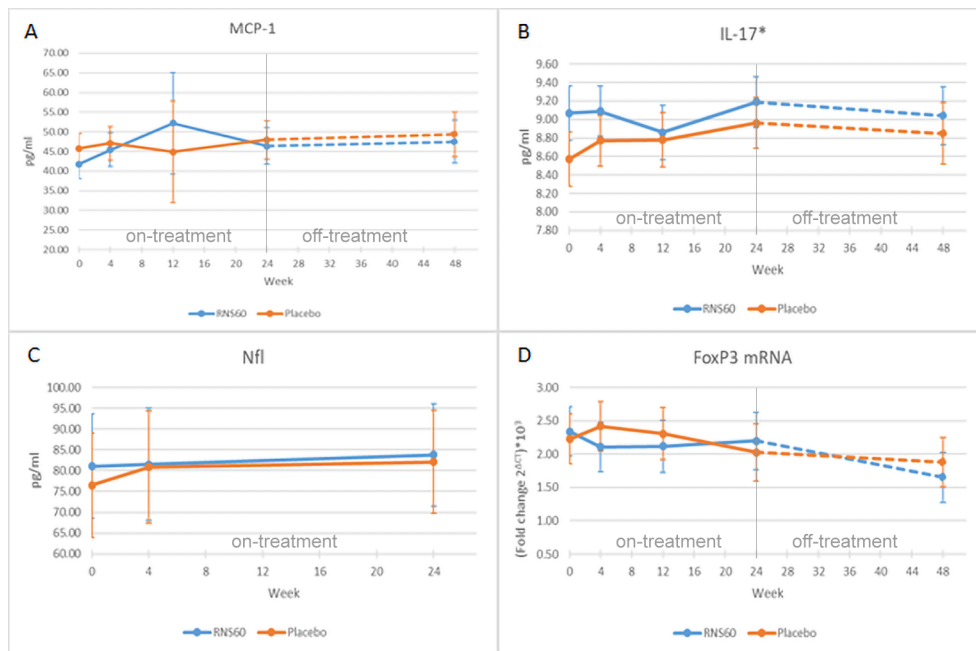 A
MCP-1
pg/ml
70.00
65.00
60.00
55.00
50.00
45.00
40.00
35.00
30.00
25.00
20.00
on-treatment
off-treatment
0 4 8 12 16 20 24 28 32 36 40 44 48
Week
RNS60 Placebo
B
IL-17*
pg/ml
9.60
9.40
9.20
9.00
8.80
8.60
8.40
8.20
8.00
7.80
on-treatment
off-treatment
0 4 8 12 16 20 24 28 32 36 40 44 48
Week
RNS60 Placebo
C
Nfl
pg/ml
100.00
95.00
90.00
85.00
80.00
75.00
70.00
65.00
60.00
on-treatment
0 4 8 12 16 20 24
Week
RNS60 Placebo
D
FoxP3 mRNA
(Fold change 2^ΔCT)*10³
3.00
2.50
2.00
1.50
1.00
0.50
on-treatment
off-treatment
0 4 8 12 16 20 24 28 32 36 40 44 48
Week
RNS60 Placebo